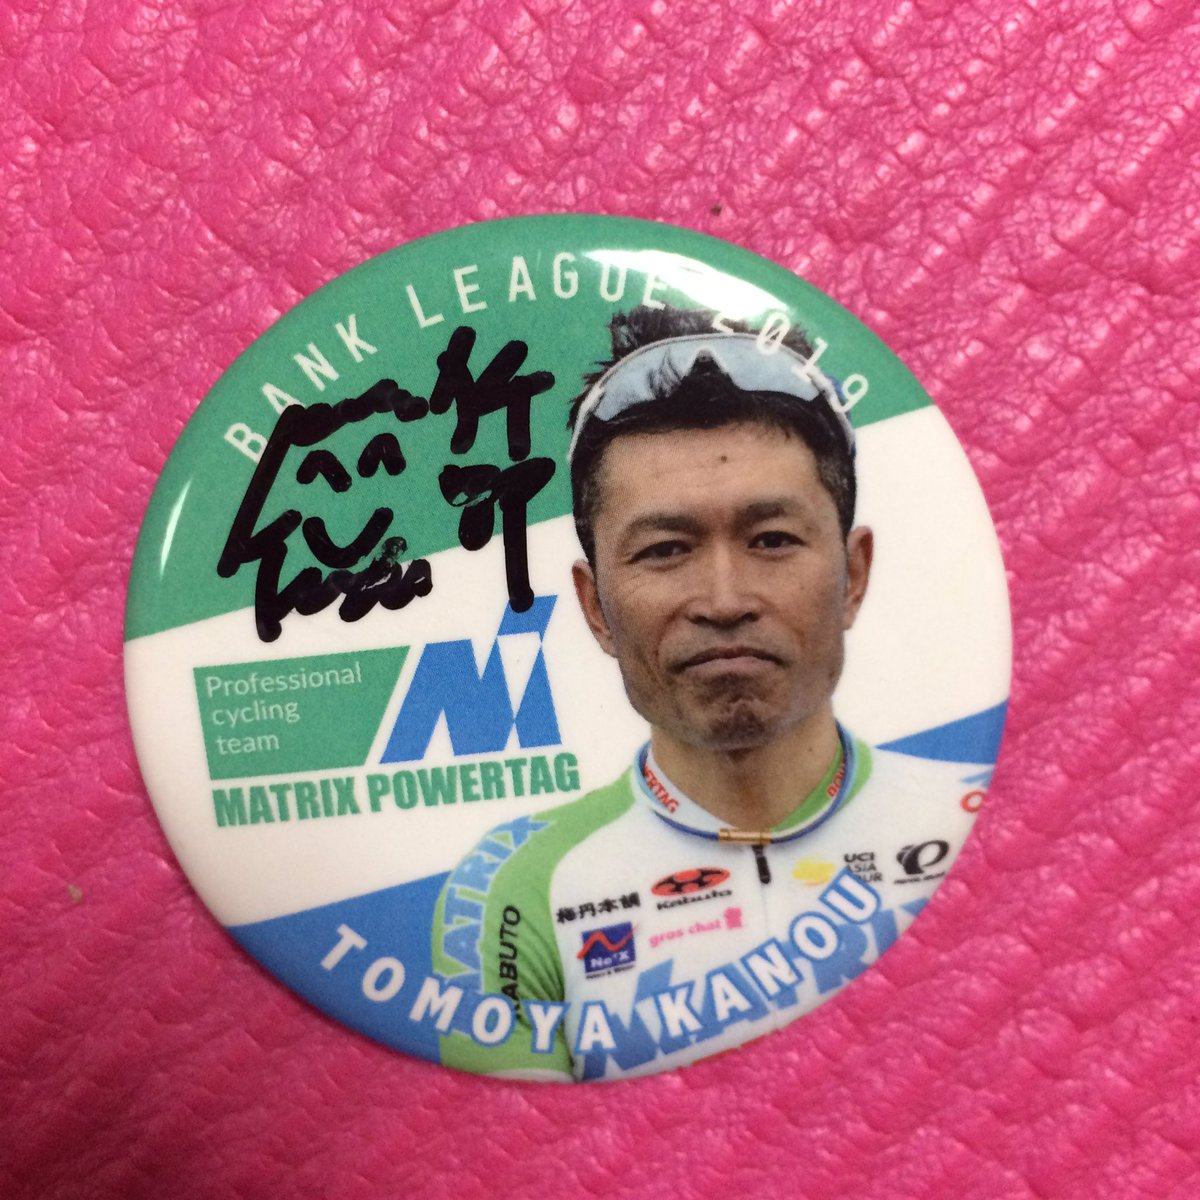 BANK LEAGUE 2019
Professional
cycling
team
MATRIX POWERTAG
MATRIX
KABUTO
梅丹本舗
Kabuto
Ne'X
gros chat
UCI
ASIA
TOUR
TOMOYA KANOU